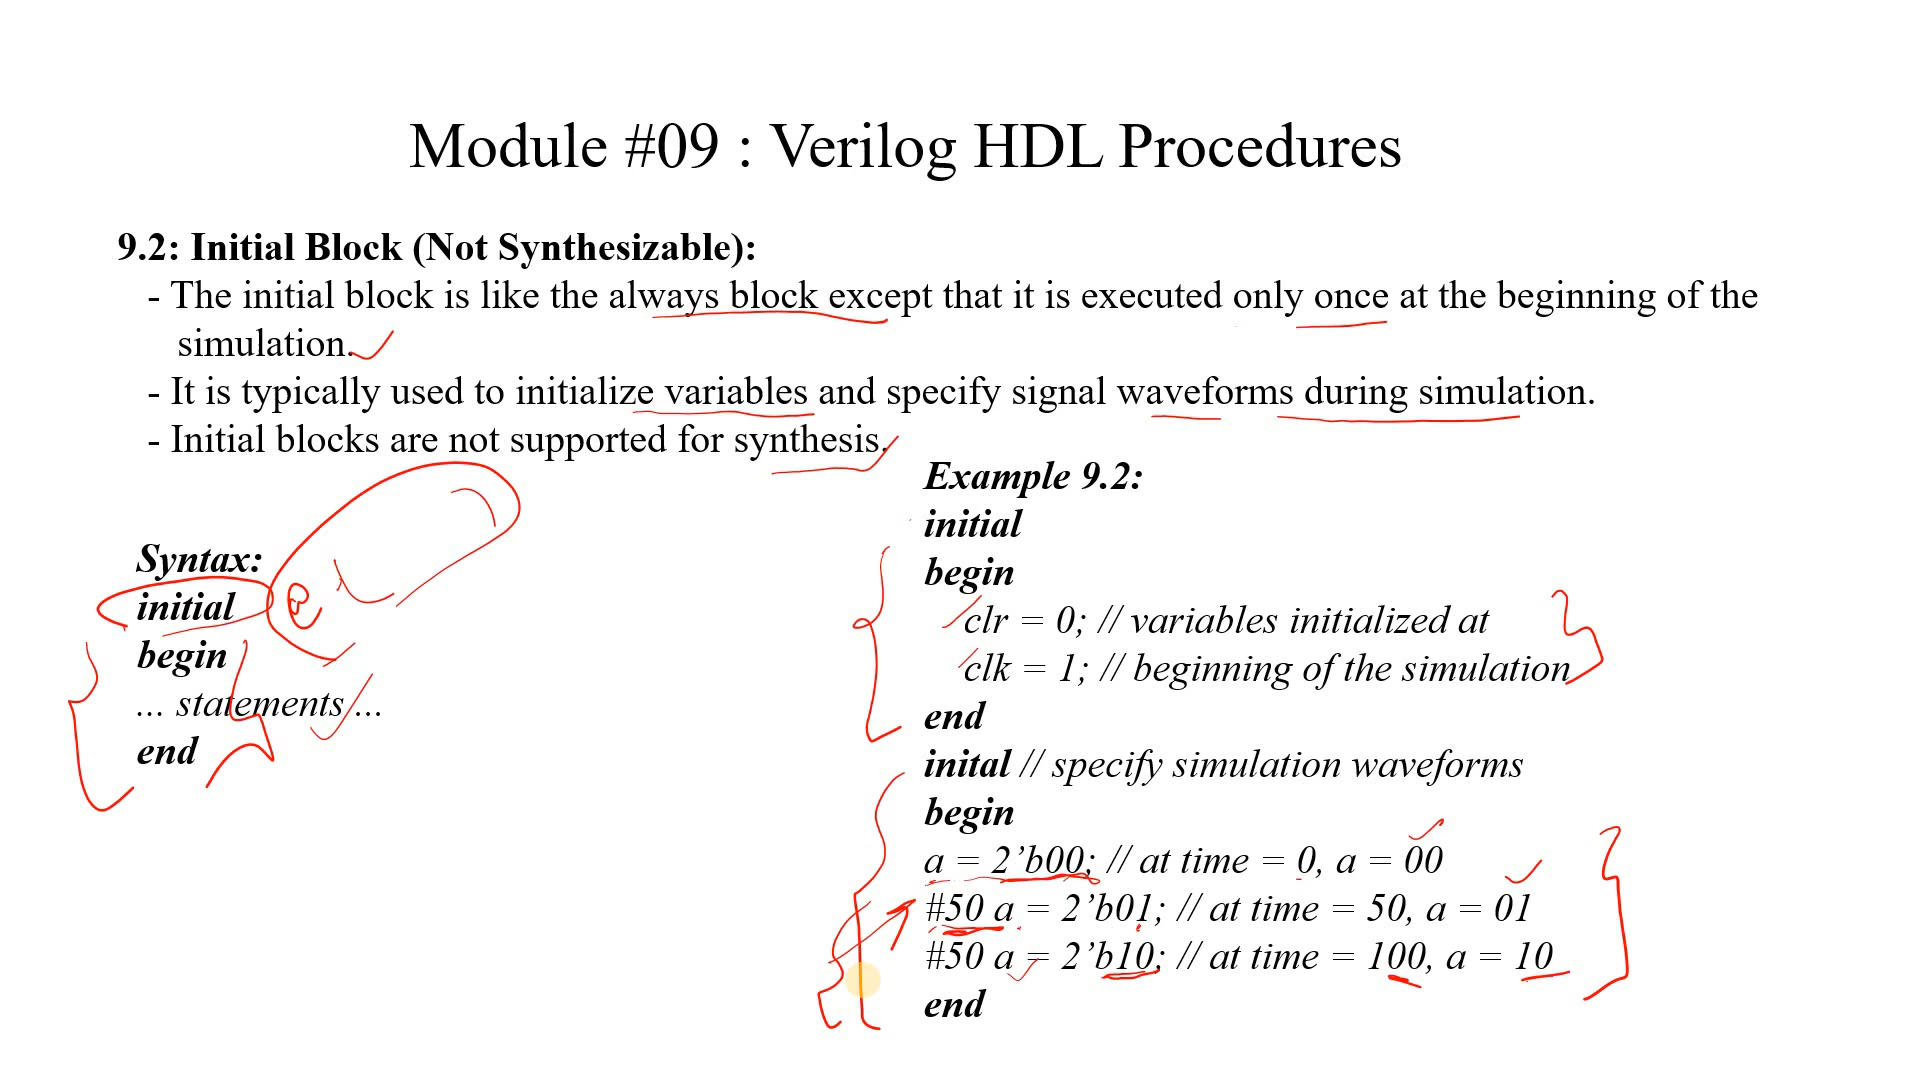 Module #09 : Verilog HDL Procedures
9.2: Initial Block (Not Synthesizable):
- The initial block is like the always block except that it is executed only once at the beginning of the
simulation.
- It is typically used to initialize variables and specify signal waveforms during simulation.
- Initial blocks are not supported for synthesis.
Syntax:
initial @
begin
... statements ...
end
Example 9.2:
initial
begin
clr = 0; // variables initialized at
clk = 1; // beginning of the simulation
end
inital // specify simulation waveforms
begin
a = 2’b00; // at time = 0, a = 00
#50 a = 2’b01; // at time = 50, a = 01
#50 a = 2’b10; // at time = 100, a = 10
end